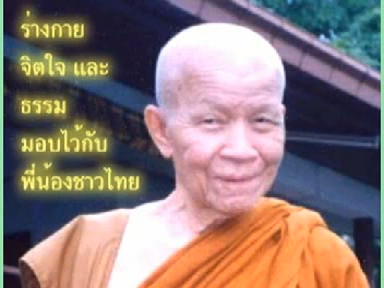 ร่างกาย
จิตใจ และ
ธรรม
มอบไว้กับ
พี่น้องชาวไทย